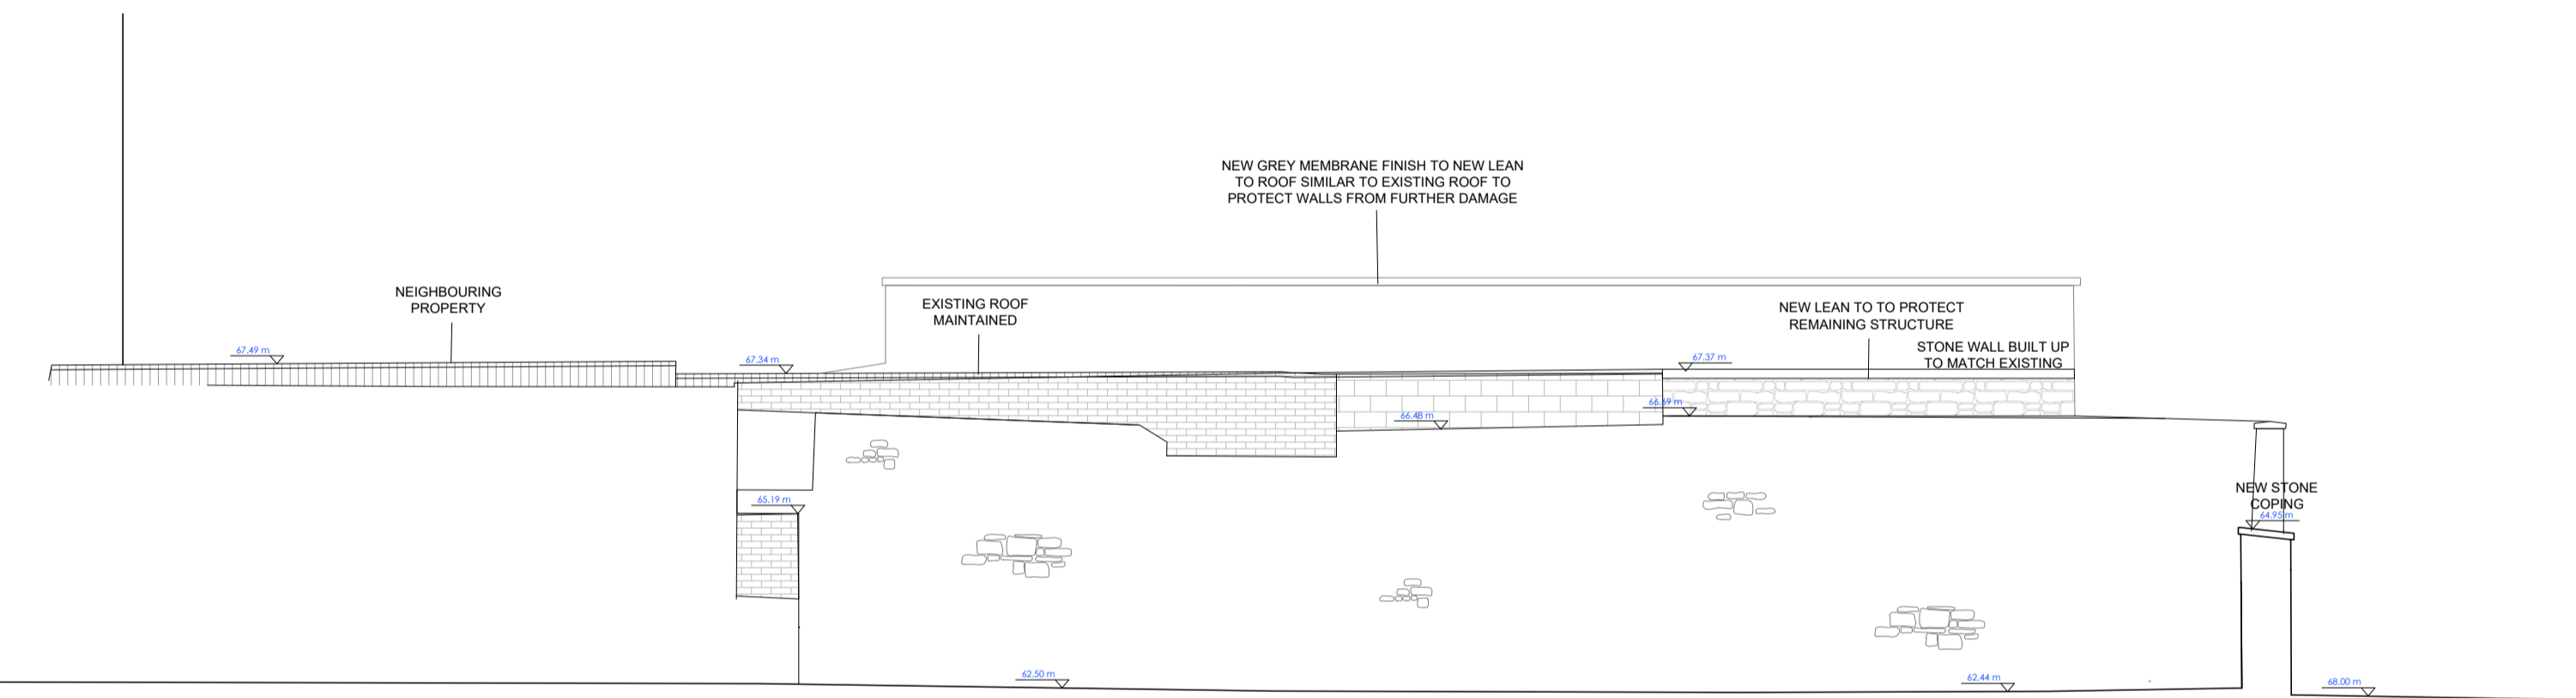 NEW GREY MEMBRANE FINISH TO NEW LEAN
TO ROOF SIMILAR TO EXISTING ROOF TO
PROTECT WALLS FROM FURTHER DAMAGE
NEIGHBOURING
PROPERTY
EXISTING ROOF
MAINTAINED
NEW LEAN TO TO PROTECT
REMAINING STRUCTURE
STONE WALL BUILT UP
TO MATCH EXISTING
67.49 m
67.34 m
67.37 m
66.48 m
66.69 m
65.19 m
NEW STONE
COPING
64.95 m
62.50 m
62.44 m
68.00 m